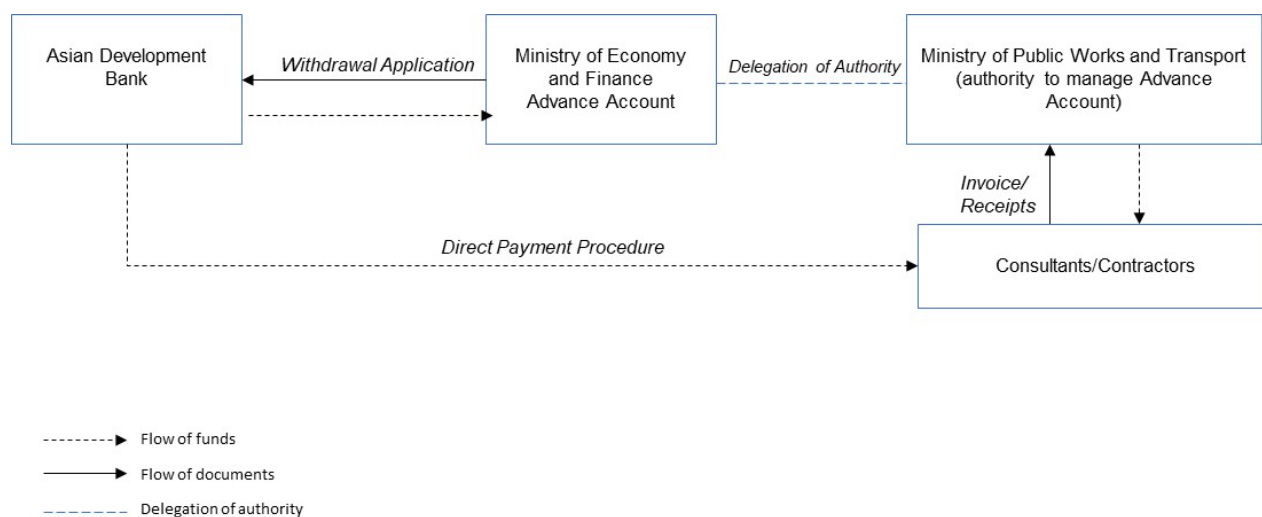 Asian Development
Bank
Withdrawal Application
Ministry of Economy
and Finance
Advance Account
Delegation of Authority
Ministry of Public Works and Transport
(authority to manage Advance
Account)
Invoice/
Receipts
Direct Payment Procedure
Consultants/Contractors
Flow of funds
Flow of documents
Delegation of authority